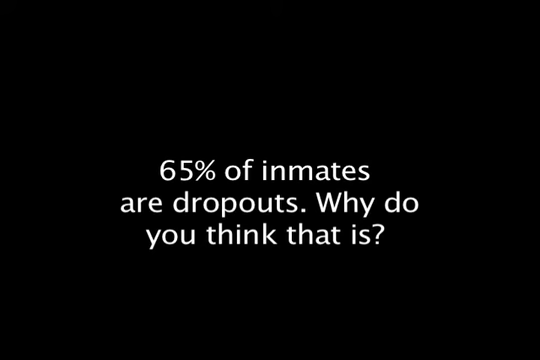 65% of inmates
are dropouts. Why do
you think that is?